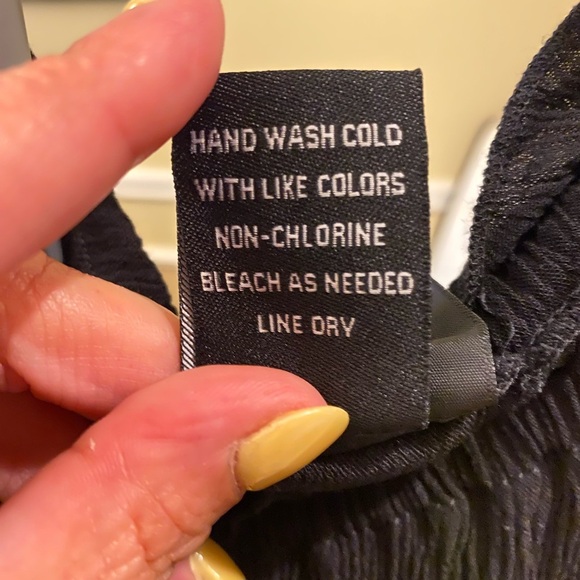 HAND WASH COLD
WITH LIKE COLORS
NON-CHLORINE
BLEACH AS NEEDED
LINE DRY